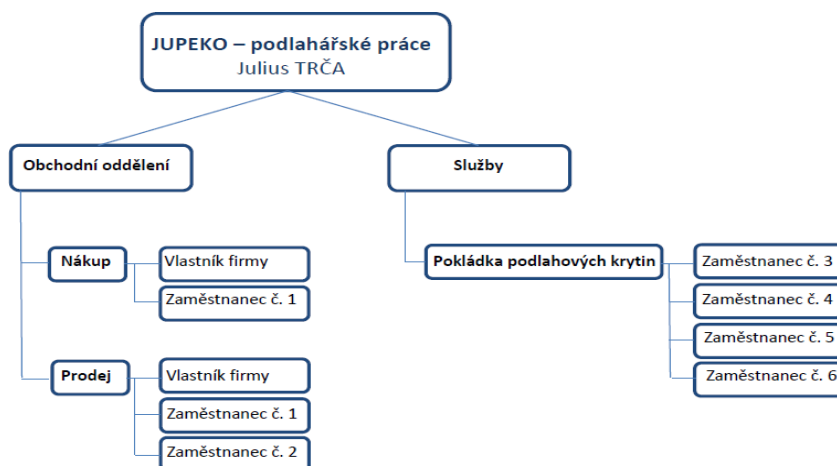 JUPEKO – podlahářské práce
Julius TRČA
Obchodní oddělení
Služby
Nákup
Vlastník firmy
Zaměstnanec č. 1
Prodej
Vlastník firmy
Zaměstnanec č. 1
Zaměstnanec č. 2
Pokládka podlahových krytin
Zaměstnanec č. 3
Zaměstnanec č. 4
Zaměstnanec č. 5
Zaměstnanec č. 6